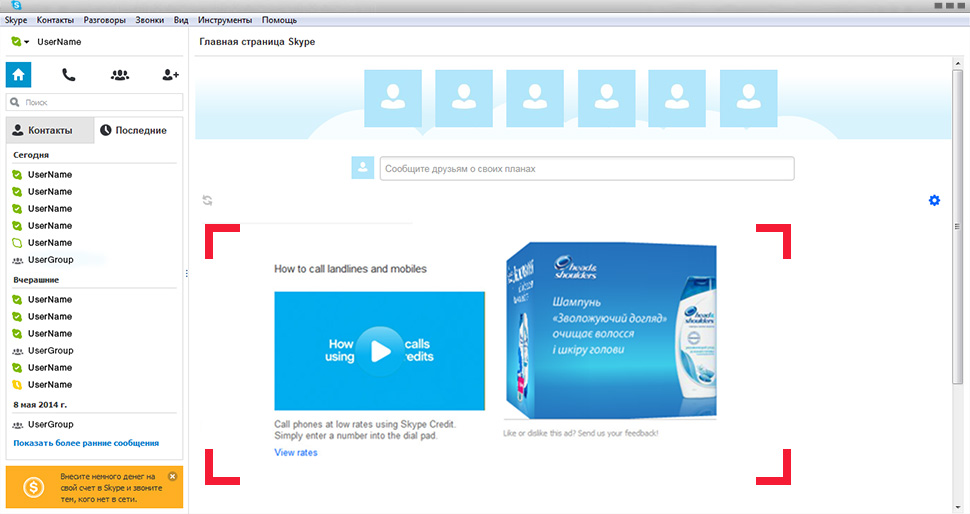 Skype Контакты Разговоры Звонки Вид Инструменты Помощь
UserName
Поиск
Контакты Последние
Сегодня
UserName
UserName
UserName
UserName
UserName
UserGroup
Вчерашние
UserName
UserName
UserName
UserGroup
UserName
UserName
8 мая 2014 г.
UserGroup
Показать более ранние сообщения
Внесите немного денег на
свой счет в Skype и звоните
тем, кого нет в сети.
Главная страница Skype
Сообщите друзьям о своих планах
How to call landlines and mobiles
How calls
using redits
Call phones at low rates using Skype Credit.
Simply enter a number into the dial pad.
View rates
head&
shoulders
Шампунь
«Зволожуючий догляд»
очищає волосся
і шкіру голови
head&
shoulders
Like or dislike this ad? Send us your feedback!